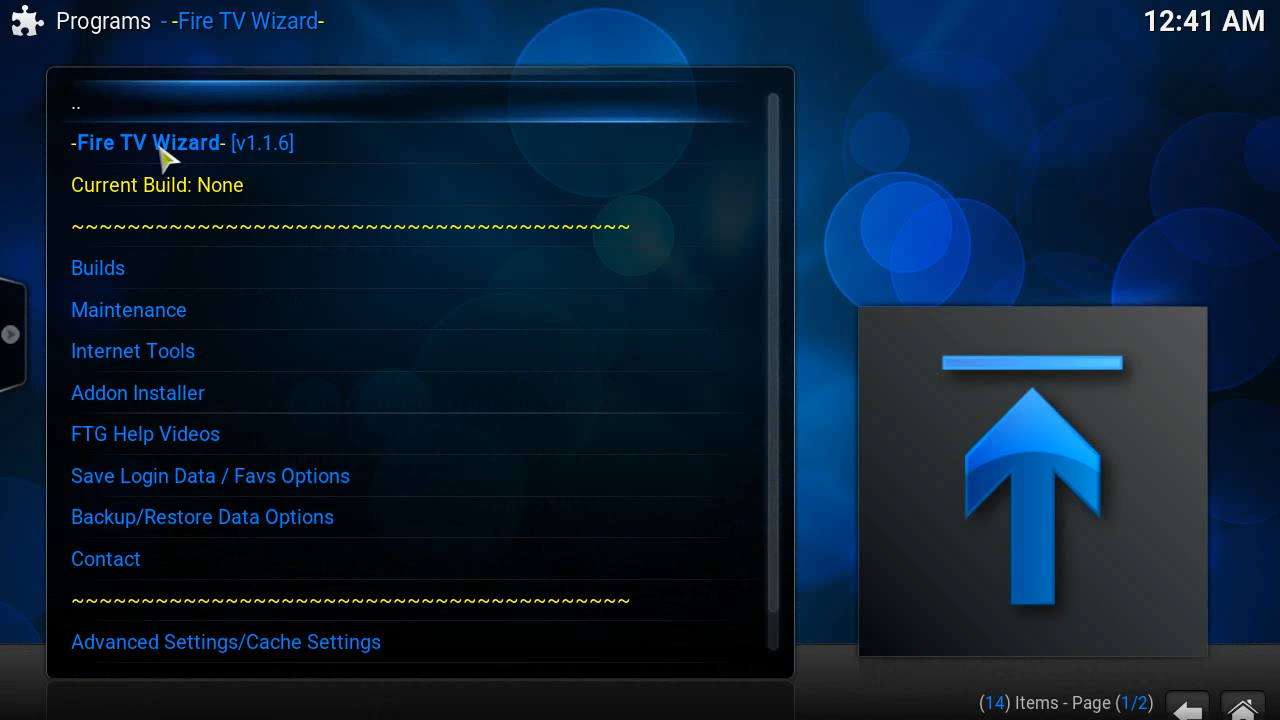 Programs - -Fire TV Wizard-
12:41 AM
..
-Fire TV Wizard- [v1.1.6]
Current Build: None
~~~~~~~~~~~~~~~~~~~~~~~~~~~~~~~~~~~~~~~~
Builds
Maintenance
Internet Tools
Addon Installer
FTG Help Videos
Save Login Data / Favs Options
Backup/Restore Data Options
Contact
~~~~~~~~~~~~~~~~~~~~~~~~~~~~~~~~~~~~~~~~
Advanced Settings/Cache Settings
(14) Items - Page (1/2)